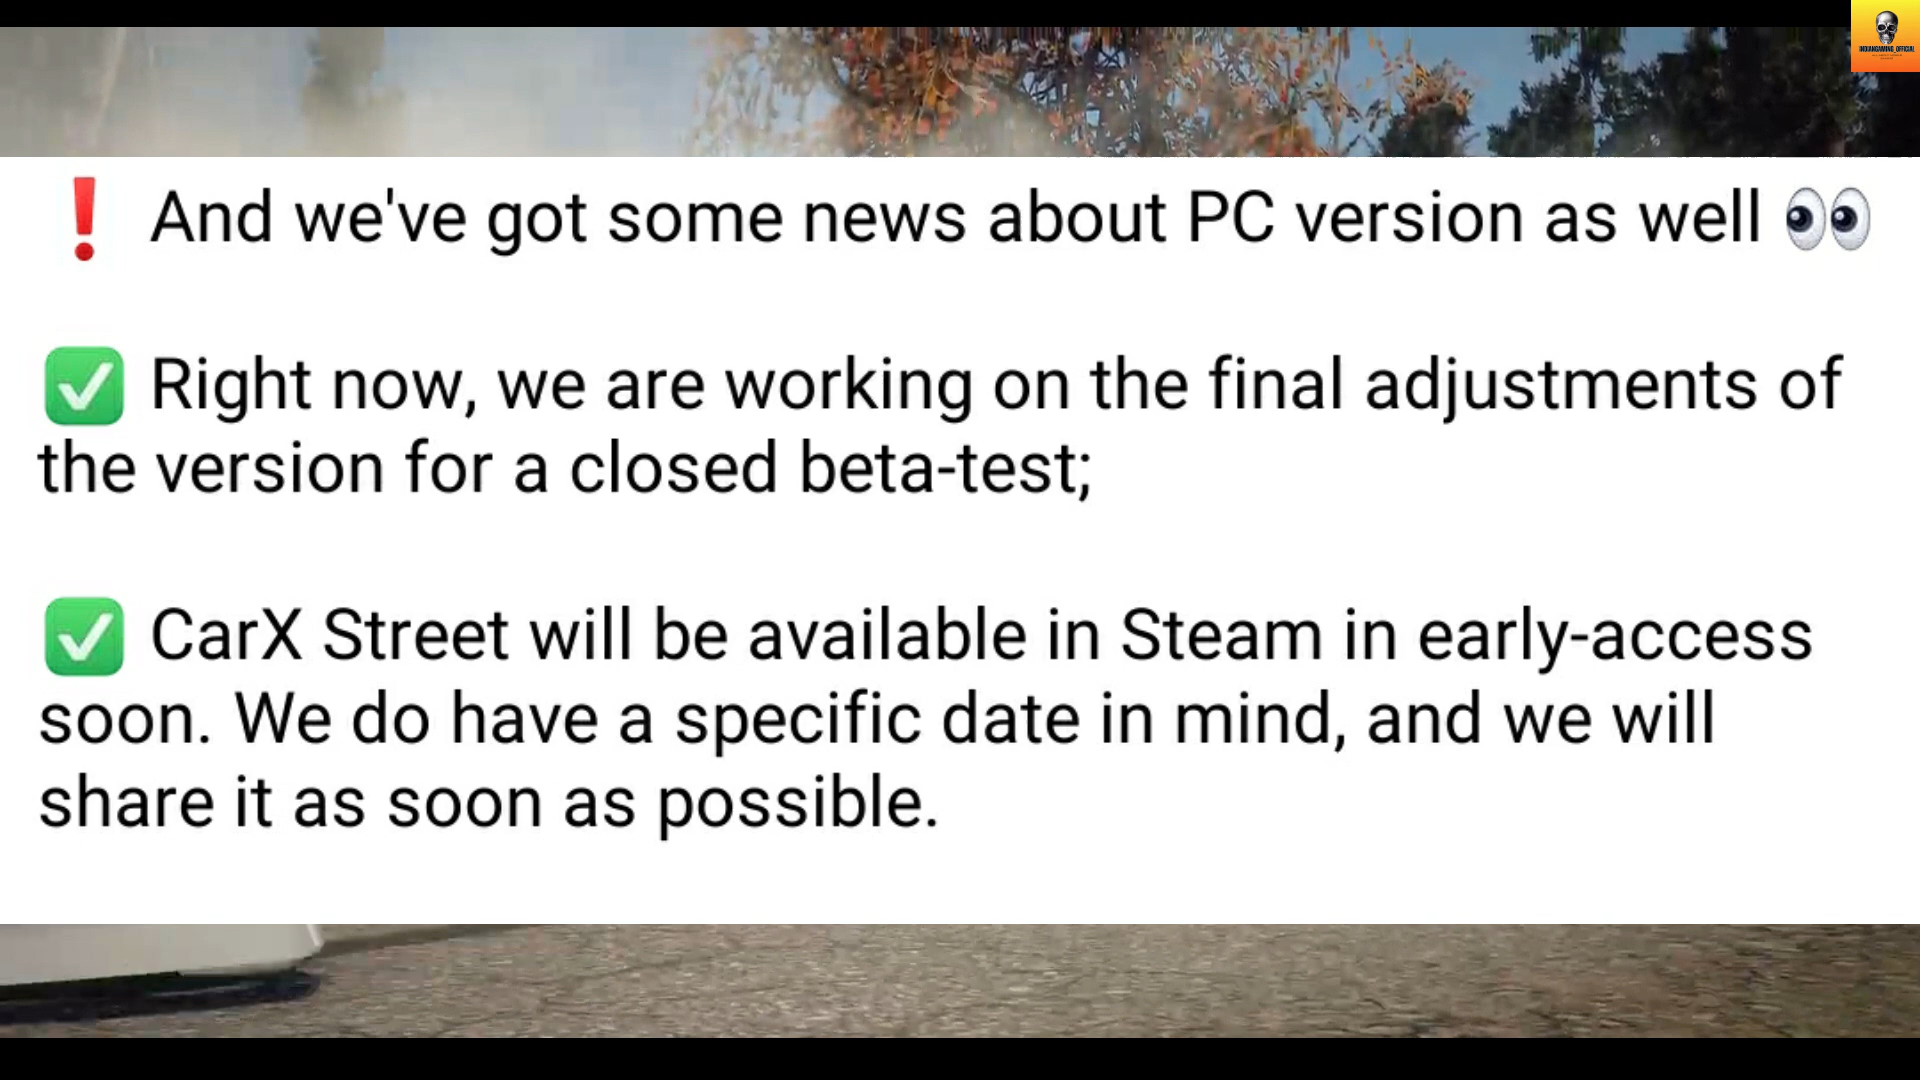 INDIANGAMING_OFFICIAL
❗ And we've got some news about PC version as well 👀
✅ Right now, we are working on the final adjustments of
the version for a closed beta-test;
✅ CarX Street will be available in Steam in early-access
soon. We do have a specific date in mind, and we will
share it as soon as possible.